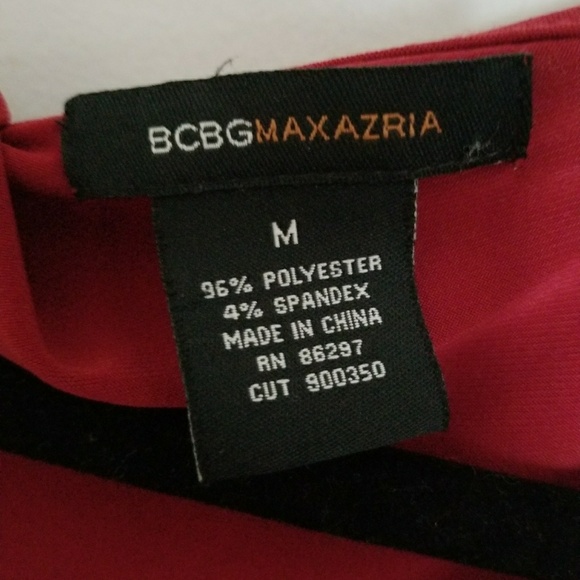 BCBGMAXAZRIA
M
96% POLYESTER
4% SPANDEX
MADE IN CHINA
RN 86297
CUT 900350